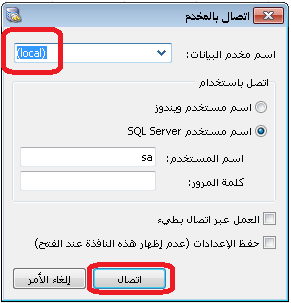 اتصال بالمخدم
اسم مخدم البيانات: (local)
اتصل باستخدام
اسم مستخدم ويندوز
اسم مستخدم SQL Server
اسم المستخدم: sa
كلمة المرور:
العمل عبر اتصال بطيء
حفظ الإعدادات (عدم إظهار هذه النافذة عند الفتح)
اتصال
إلغاء الأمر